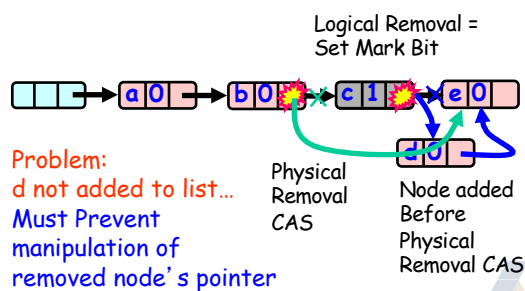 Logical Removal =
Set Mark Bit
a 0
b 0
c 1
e 0
d 0
Problem:
d not added to list…
Must Prevent
manipulation of
removed node's pointer
Physical
Removal
CAS
Node added
Before
Physical
Removal CAS